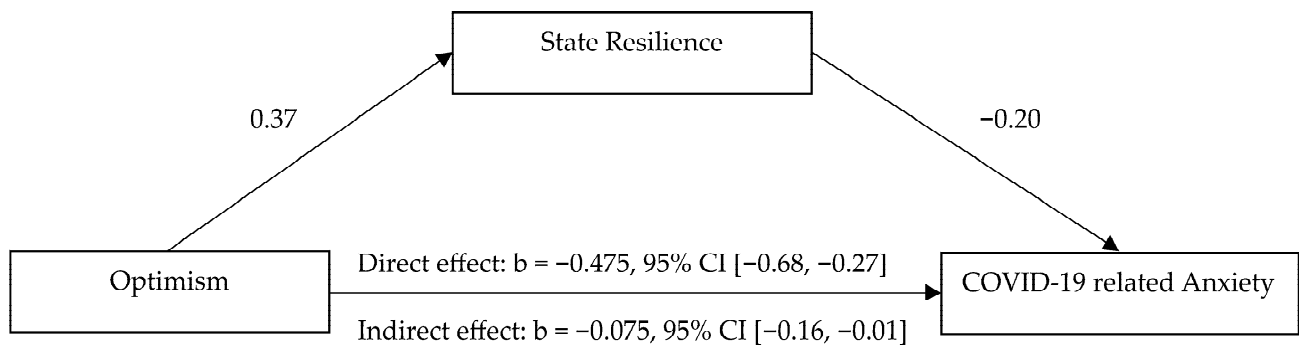 State Resilience
0.37
−0.20
Optimism
Direct effect: b = −0.475, 95% CI [−0.68, −0.27]
COVID-19 related Anxiety
Indirect effect: b = −0.075, 95% CI [−0.16, −0.01]